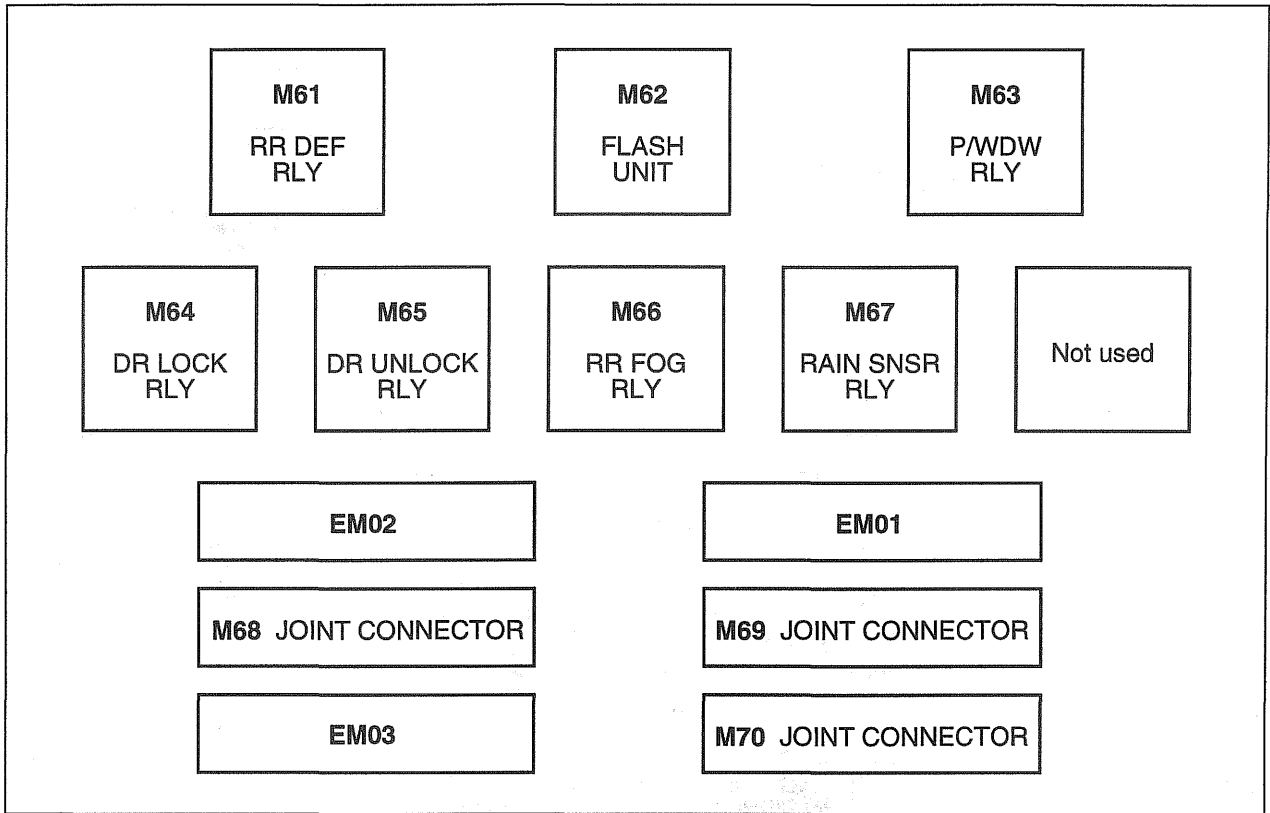 M61
RR DEF
RLY
M62
FLASH
UNIT
M63
P/WDW
RLY
M64
DR LOCK
RLY
M65
DR UNLOCK
RLY
M66
RR FOG
RLY
M67
RAIN SNSR
RLY
Not used
EM02
EM01
M68 JOINT CONNECTOR
M69 JOINT CONNECTOR
EM03
M70 JOINT CONNECTOR